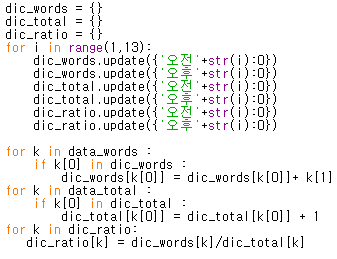 dic_words = {}
dic_total = {}
dic_ratio = {}
for i in range(1,13):
    dic_words.update({'오전'+str(i):0})
    dic_words.update({'오후'+str(i):0})
    dic_total.update({'오전'+str(i):0})
    dic_total.update({'오후'+str(i):0})
    dic_ratio.update({'오전'+str(i):0})
    dic_ratio.update({'오후'+str(i):0})

for k in data_words :
    if k[0] in dic_words :
        dic_words[k[0]] = dic_words[k[0]]+ k[1]
for k in data_total :
    if k[0] in dic_total :
        dic_total[k[0]] = dic_total[k[0]] + 1
for k in dic_ratio:
   dic_ratio[k] = dic_words[k]/dic_total[k]